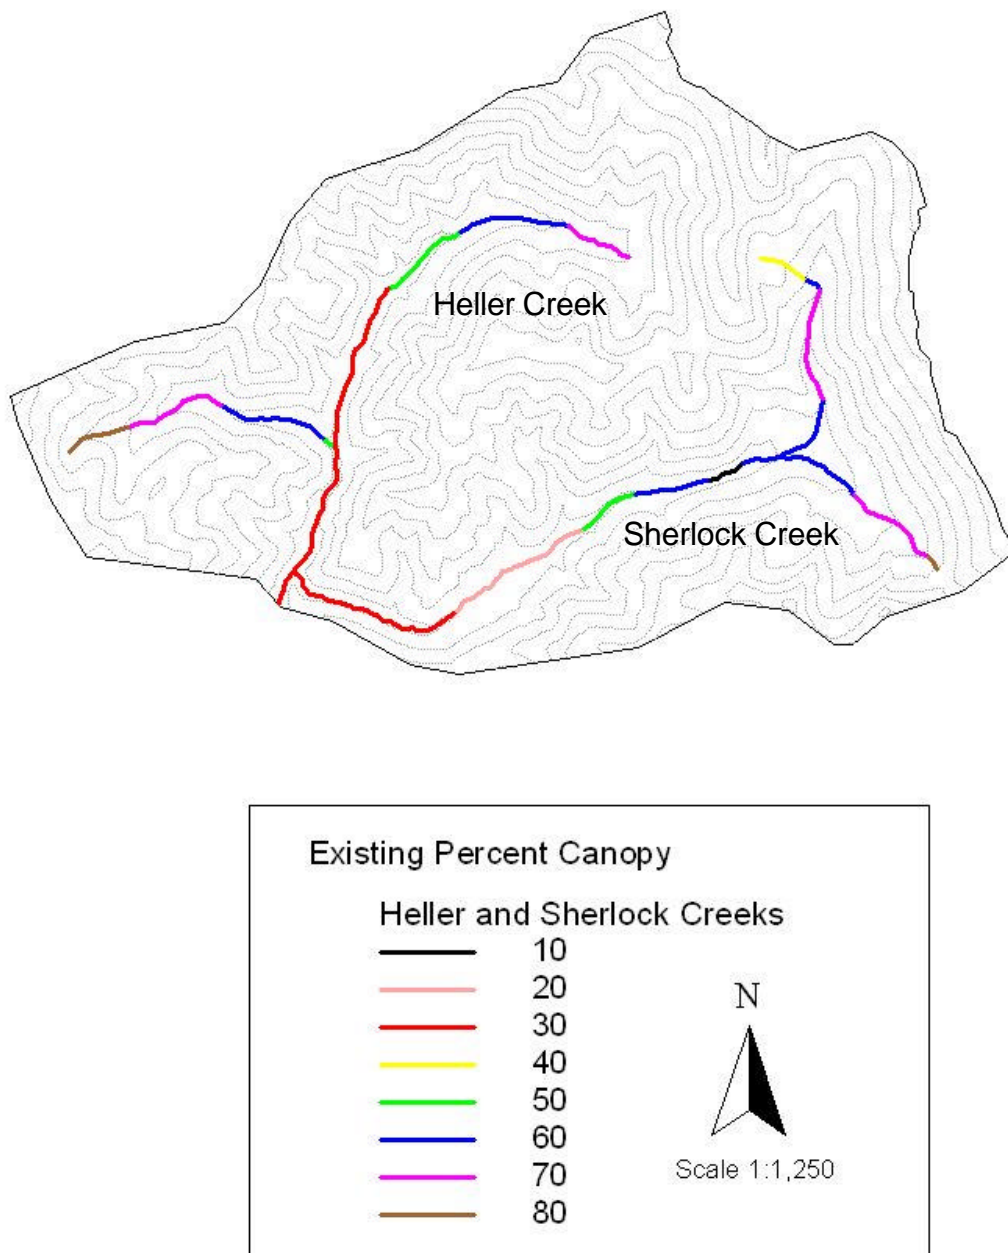 Heller Creek
Sherlock Creek
Existing Percent Canopy
Heller and Sherlock Creeks
10
20
30
40
50
60
70
80
N
Scale 1:1,250